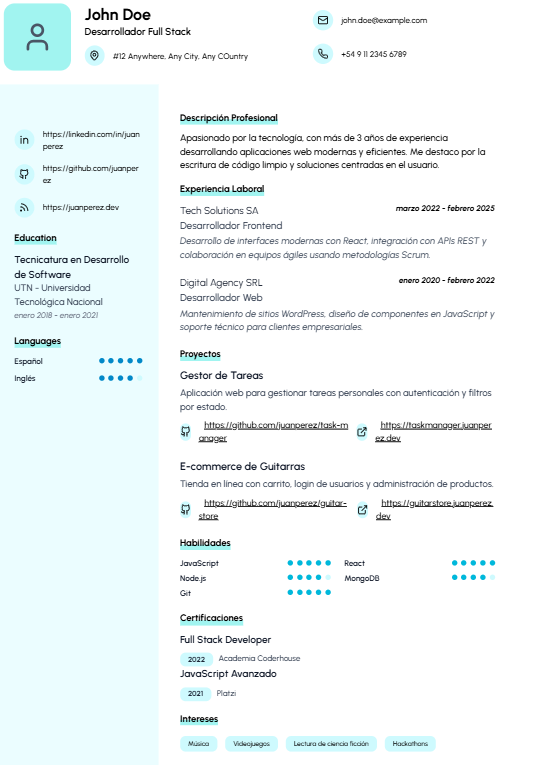 John Doe
Desarrollador Full Stack
#12 Anywhere, Any City, Any COuntry
john.doe@example.com
+54 9 11 2345 6789
https://linkedin.com/in/juan
perez
https://github.com/juanper
ez
https://juanperez.dev
Education
Tecnicatura en Desarrollo
de Software
UTN - Universidad
Tecnológica Nacional
enero 2018 - enero 2021
Languages
Español
Inglés
Descripción Profesional
Apasionado por la tecnología, con más de 3 años de experiencia
desarrollando aplicaciones web modernas y eficientes. Me destaco por la
escritura de código limpio y soluciones centradas en el usuario.
Experiencia Laboral
Tech Solutions SA marzo 2022 - febrero 2025
Desarrollador Frontend
Desarrollo de interfaces modernas con React, integración con APIs REST y
colaboración en equipos ágiles usando metodologías Scrum.
Digital Agency SRL enero 2020 - febrero 2022
Desarrollador Web
Mantenimiento de sitios WordPress, diseño de componentes en JavaScript y
soporte técnico para clientes empresariales.
Proyectos
Gestor de Tareas
Aplicación web para gestionar tareas personales con autenticación y filtros
por estado.
https://github.com/juanperez/task-m
anager
https://taskmanager.juanper
ez.dev
E-commerce de Guitarras
Tienda en línea con carrito, login de usuarios y administración de productos.
https://github.com/juanperez/guitar-
store
https://guitarstore.juanperez.
dev
Habilidades
JavaScript React
Node.js MongoDB
Git
Certificaciones
Full Stack Developer
2022 Academia Coderhouse
JavaScript Avanzado
2021 Platzi
Intereses
Música Videojuegos Lectura de ciencia ficción Hackathons